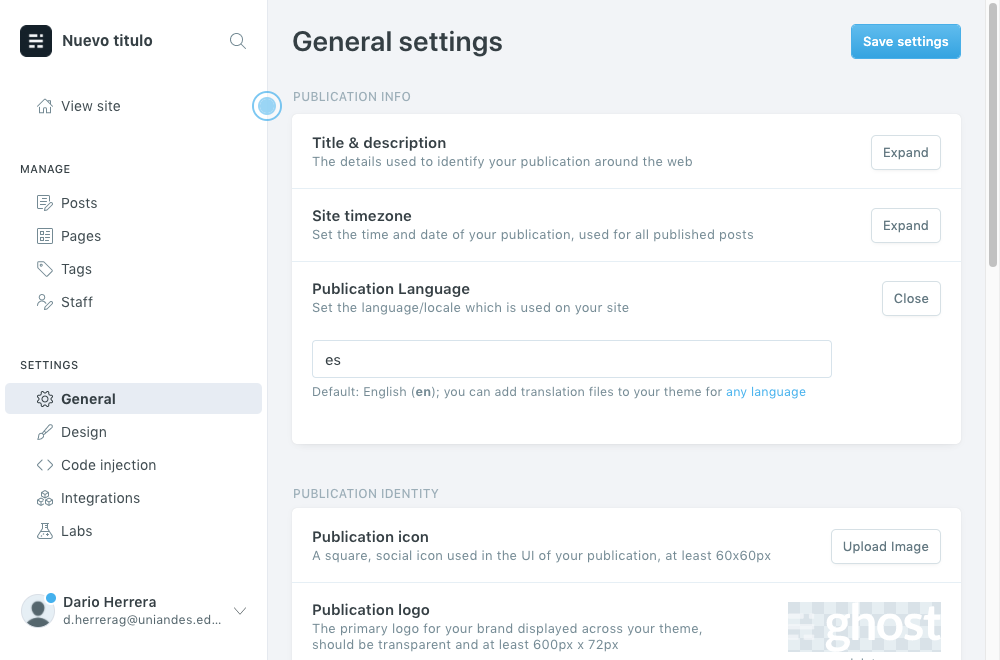 Nuevo titulo
View site
MANAGE
Posts
Pages
Tags
Staff
SETTINGS
General
Design
Code injection
Integrations
Labs
Dario Herrera
d.herrerag@uniandes.ed...
General settings
Save settings
PUBLICATION INFO
Title & description
The details used to identify your publication around the web
Expand
Site timezone
Set the time and date of your publication, used for all published posts
Expand
Publication Language
Set the language/locale which is used on your site
Close
es
Default: English (en); you can add translation files to your theme for any language
PUBLICATION IDENTITY
Publication icon
A square, social icon used in the UI of your publication, at least 60x60px
Upload Image
Publication logo
The primary logo for your brand displayed across your theme,
should be transparent and at least 600px x 72px
ghost